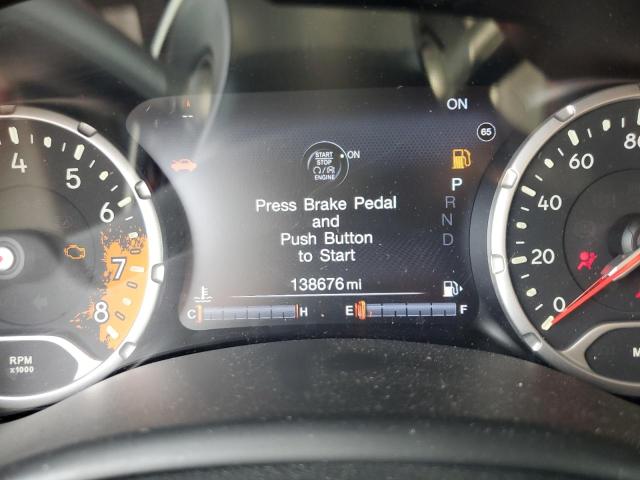 ON
65
START
STOP
ENGINE
ON
P
R
N
D
Press Brake Pedal
and
Push Button
to Start
138676 mi
C H E F
4
5
6
7
8
RPM
x1000
80
60
40
20
0
M